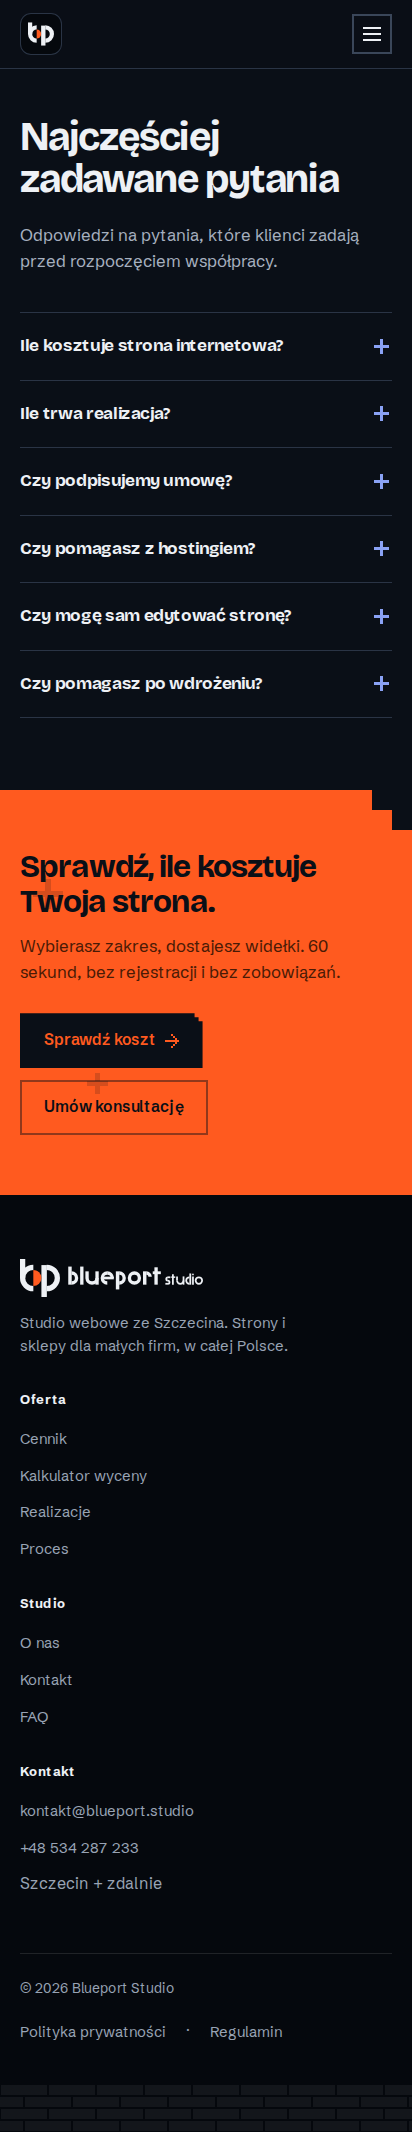 bp
Najczęściej
zadawane pytania
Odpowiedzi na pytania, które klienci zadają
przed rozpoczęciem współpracy.
Ile kosztuje strona internetowa?
Ile trwa realizacja?
Czy podpisujemy umowę?
Czy pomagasz z hostingiem?
Czy mogę sam edytować stronę?
Czy pomagasz po wdrożeniu?
Sprawdź, ile kosztuje
Twoja strona.
Wybierasz zakres, dostajesz widełki. 60
sekund, bez rejestracji i bez zobowiązań.
Sprawdź koszt
Umów konsultację
bp blueport studio
Studio webowe ze Szczecina. Strony i
sklepy dla małych firm, w całej Polsce.
Oferta
Cennik
Kalkulator wyceny
Realizacje
Proces
Studio
O nas
Kontakt
FAQ
Kontakt
kontakt@blueport.studio
+48 534 287 233
Szczecin + zdalnie
© 2026 Blueport Studio
Polityka prywatności · Regulamin